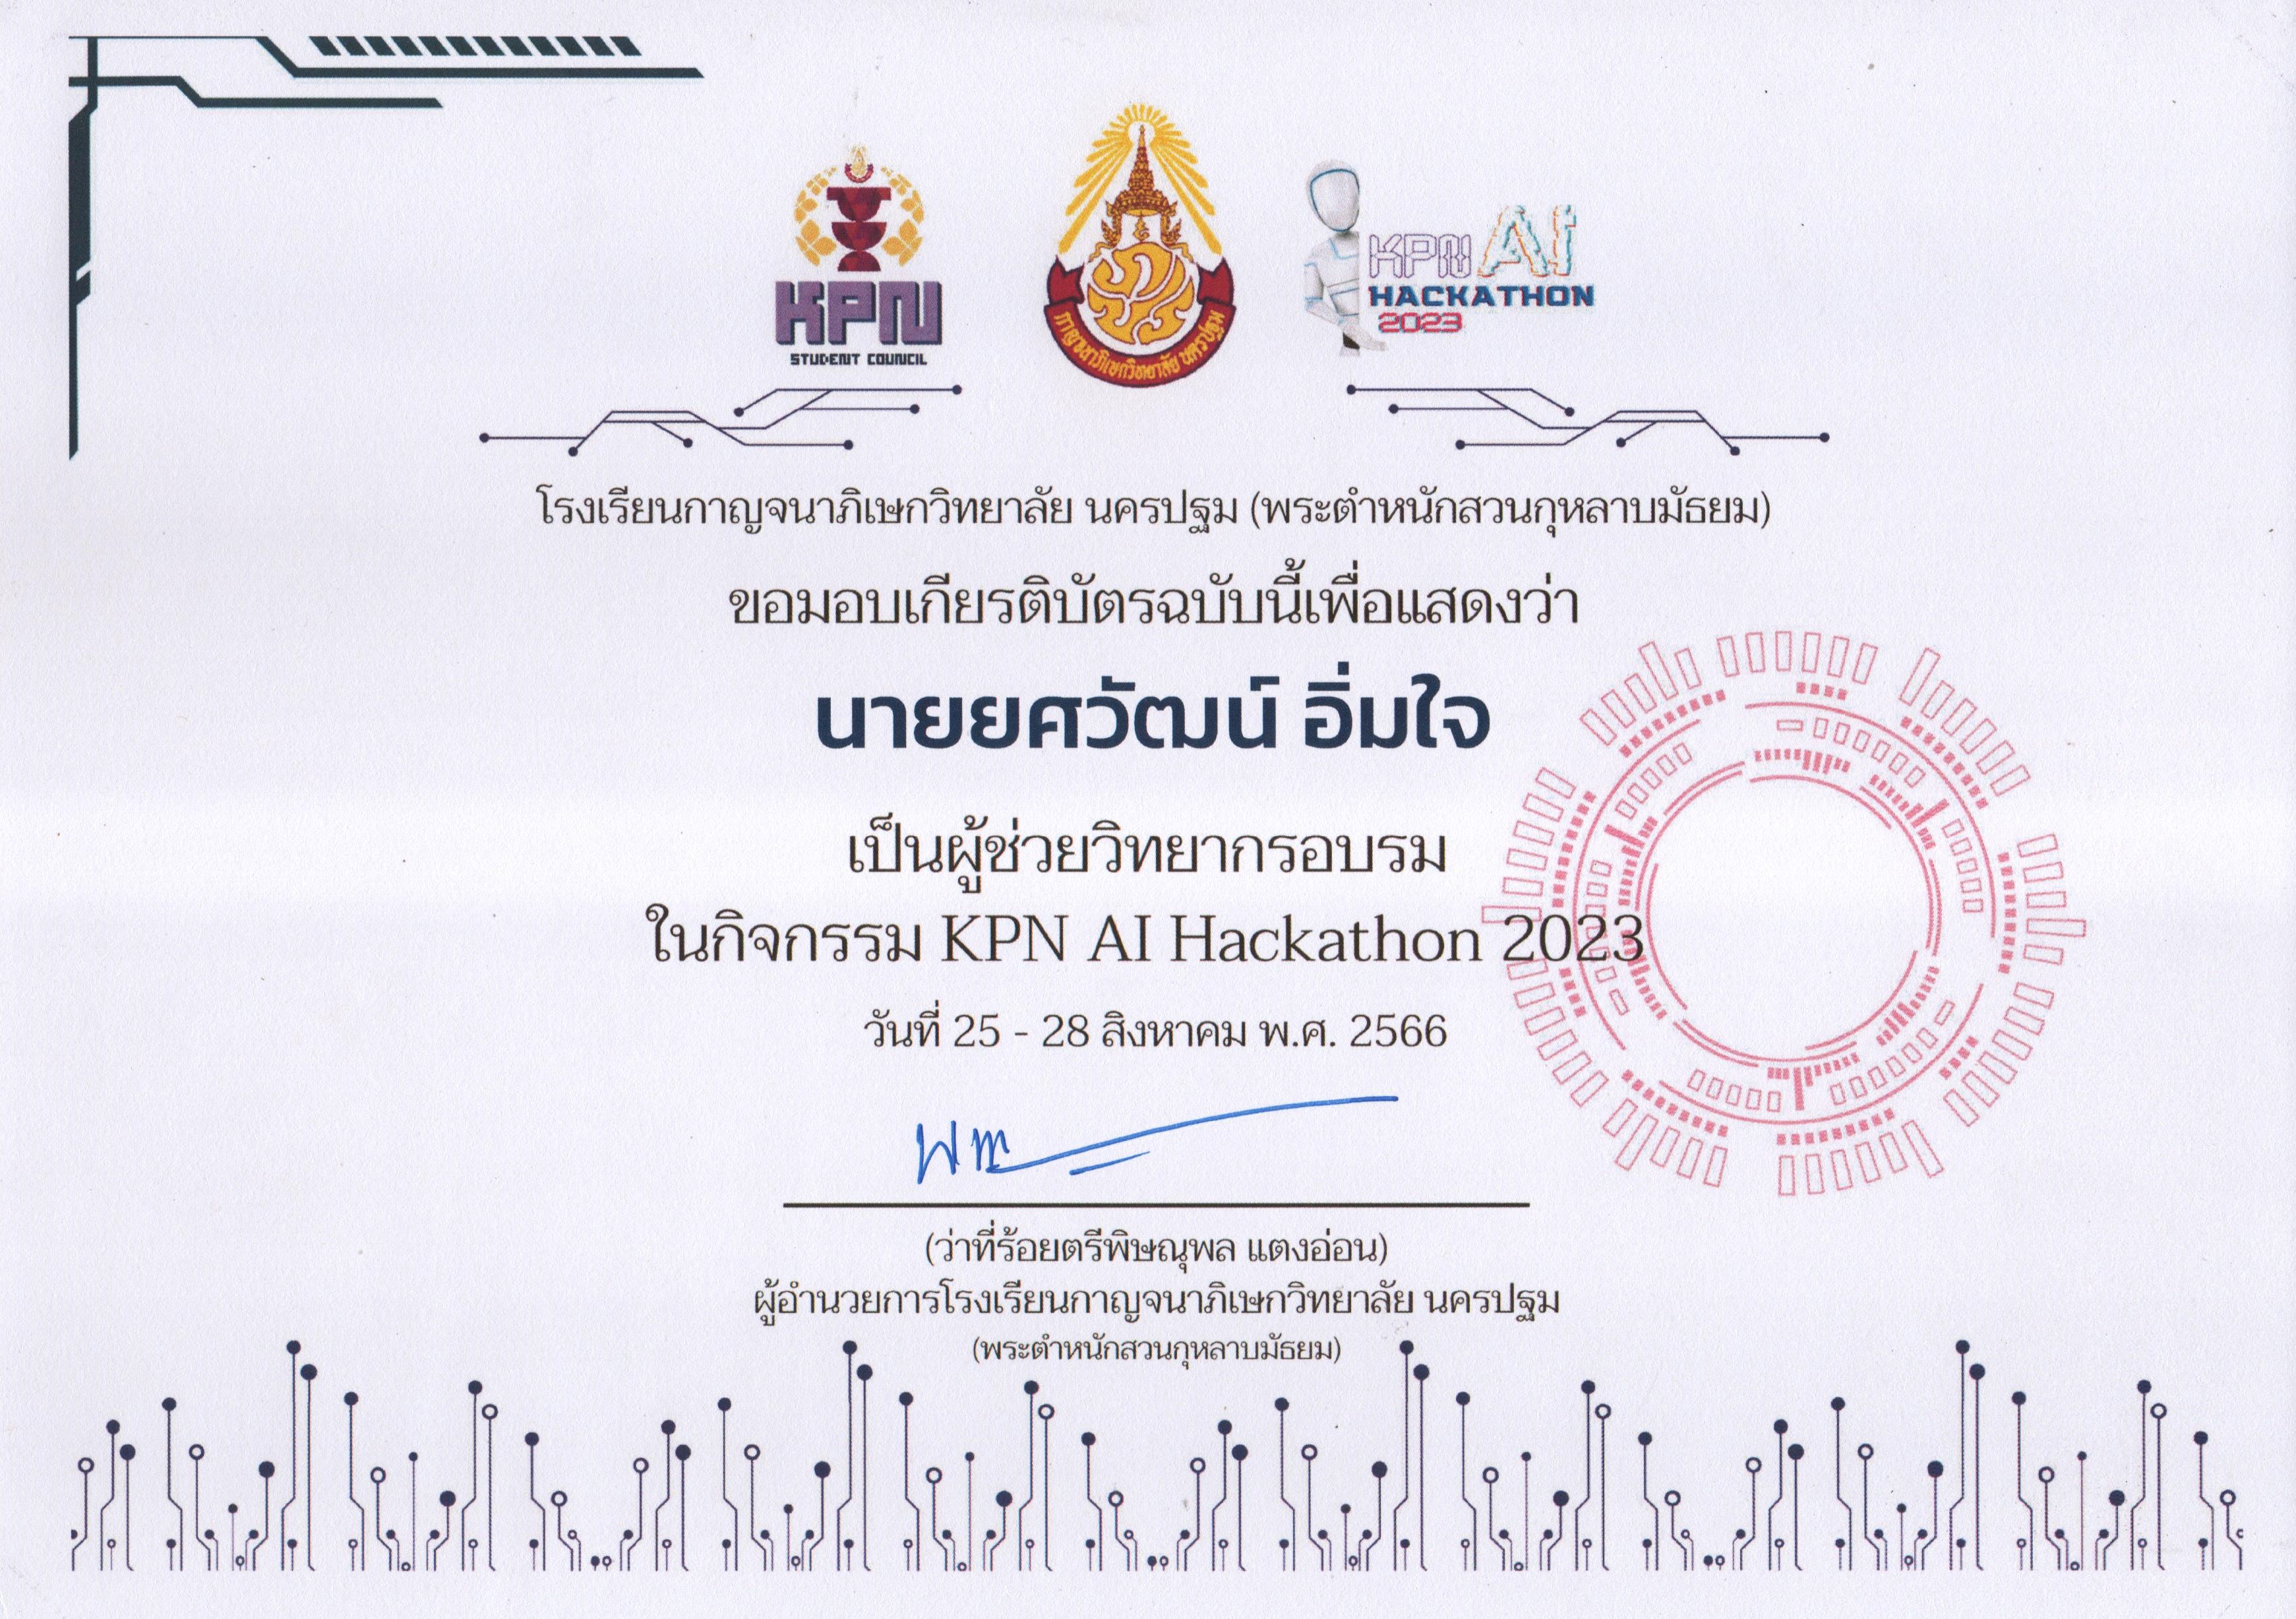 KPN
STUDENT COUNCIL
กาญจนาภิเษกวิทยาลัย นครปฐม
KPN AI
HACKATHON
2023
โรงเรียนกาญจนาภิเษกวิทยาลัย นครปฐม (พระตำหนักสวนกุหลาบมัธยม)
ขอมอบเกียรติบัตรฉบับนี้เพื่อแสดงว่า
นายยศวัฒน์ อิ่มใจ
เป็นผู้ช่วยวิทยากรอบรม
ในกิจกรรม KPN AI Hackathon 2023
วันที่ 25 - 28 สิงหาคม พ.ศ. 2566
(ว่าที่ร้อยตรีพิษณุพล แตงอ่อน)
ผู้อำนวยการโรงเรียนกาญจนาภิเษกวิทยาลัย นครปฐม
(พระตำหนักสวนกุหลาบมัธยม)